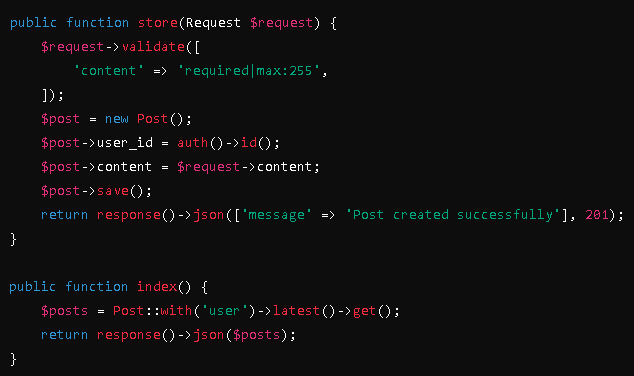 public function store(Request $request) {
    $request->validate([
        'content' => 'required|max:255',
    ]);
    $post = new Post();
    $post->user_id = auth()->id();
    $post->content = $request->content;
    $post->save();
    return response()->json(['message' => 'Post created successfully'], 201);
}

public function index() {
    $posts = Post::with('user')->latest()->get();
    return response()->json($posts);
}